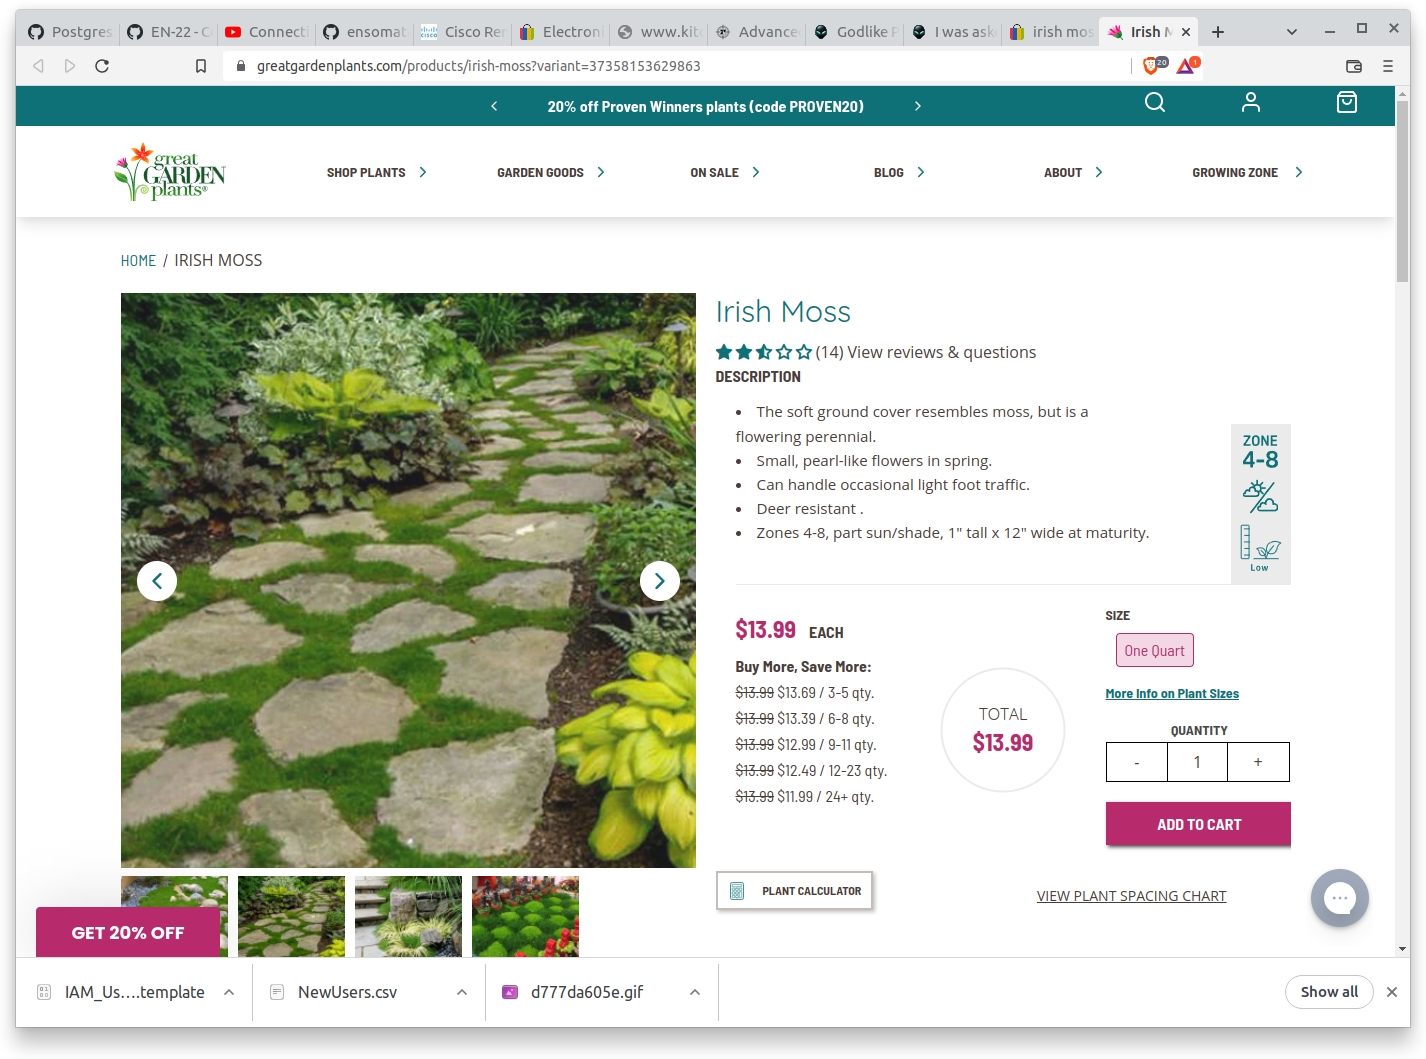 Postgres
EN-22 - C
Connecti
ensomat
Cisco Re
Electroni
www.kit
Advance
Godlike P
I was ask
irish mos
Irish M
greatgardenplants.com/products/irish-moss?variant=37358153629863
20
1
20% off Proven Winners plants (code PROVEN20)
great
GARDEN
plants®
SHOP PLANTS
GARDEN GOODS
ON SALE
BLOG
ABOUT
GROWING ZONE
HOME / IRISH MOSS
Irish Moss
(14) View reviews & questions
DESCRIPTION
• The soft ground cover resembles moss, but is a
flowering perennial.
• Small, pearl-like flowers in spring.
• Can handle occasional light foot traffic.
• Deer resistant .
• Zones 4-8, part sun/shade, 1" tall x 12" wide at maturity.
ZONE
4-8
Low
$13.99 EACH
Buy More, Save More:
$13.99 $13.69 / 3-5 qty.
$13.99 $13.39 / 6-8 qty.
$13.99 $12.99 / 9-11 qty.
$13.99 $12.49 / 12-23 qty.
$13.99 $11.99 / 24+ qty.
TOTAL
$13.99
SIZE
One Quart
More Info on Plant Sizes
QUANTITY
- 1 +
ADD TO CART
PLANT CALCULATOR
VIEW PLANT SPACING CHART
GET 20% OFF
IAM_Us....template
NewUsers.csv
d777da605e.gif
Show all